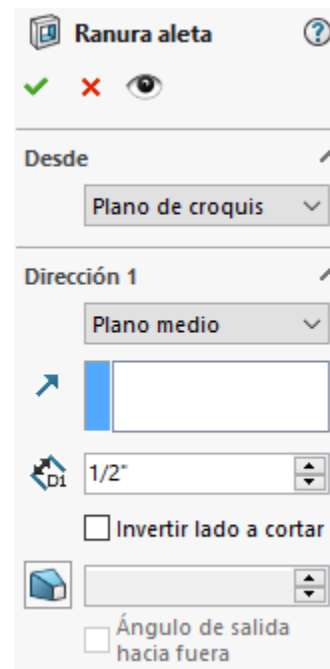 Ranura aleta
Desde
Plano de croquis
Dirección 1
Plano medio
D1
1/2"
Invertir lado a cortar
Ángulo de salida
hacia fuera